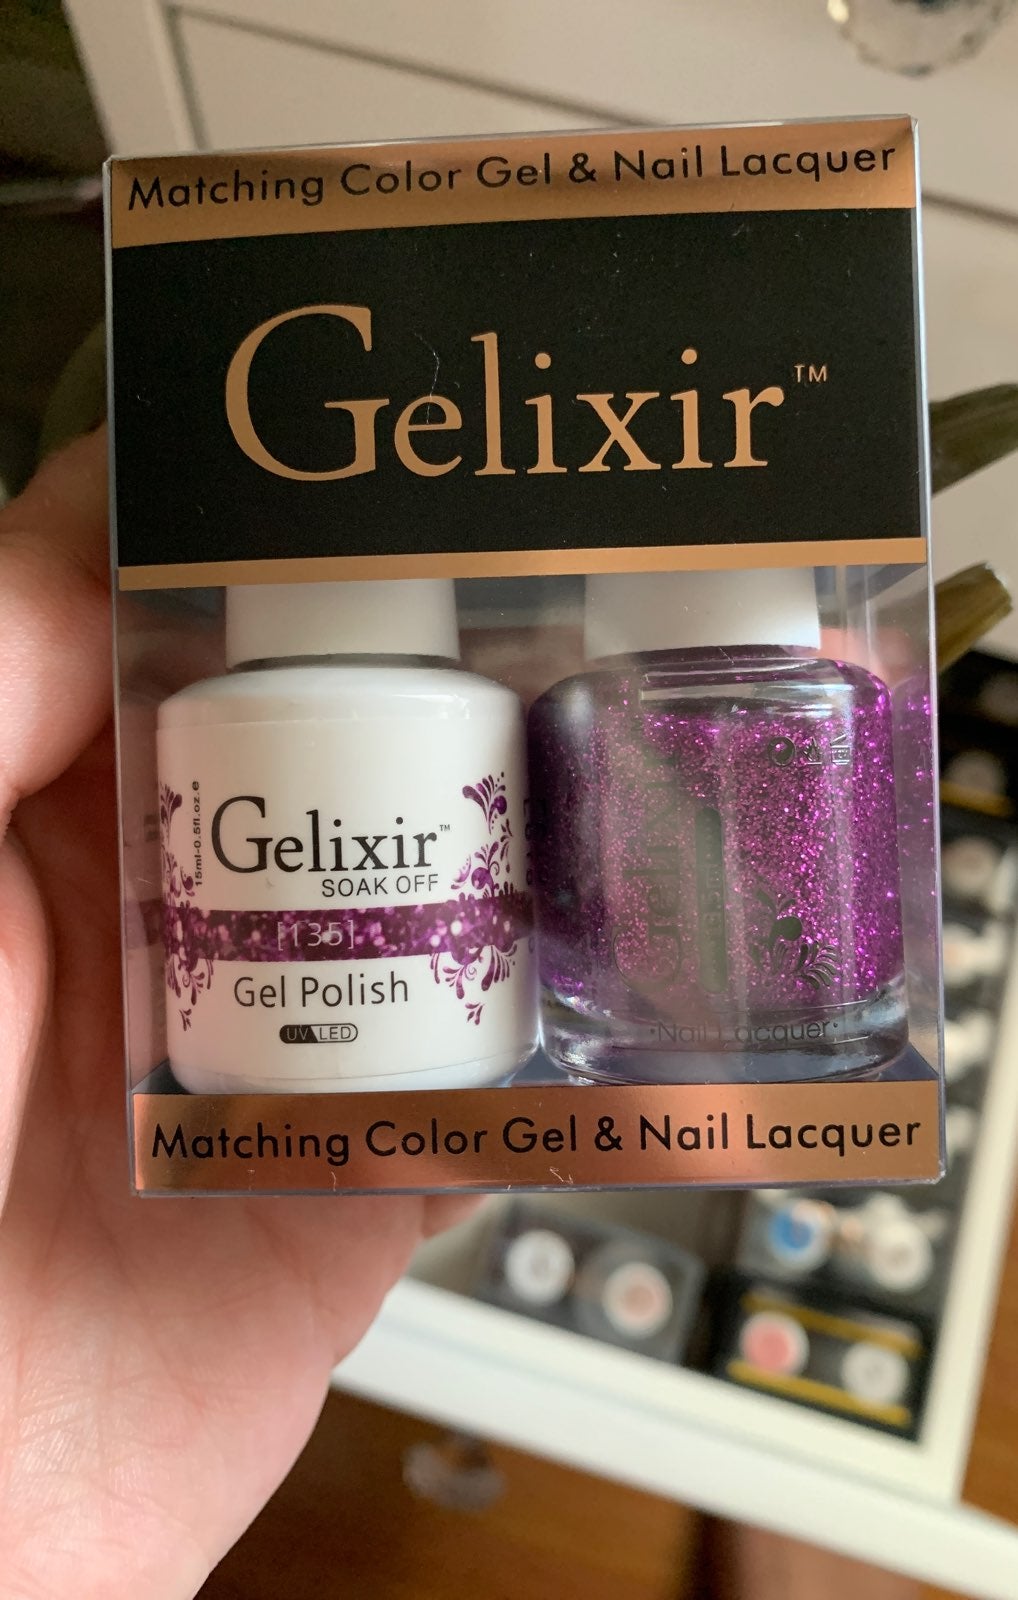 Matching Color Gel & Nail Lacquer
Gelixir™
15ml-0.5fl.oz.e
Gelixir™
SOAK OFF
[135]
Gel Polish
UV LED
Gelixir
Nail Lacquer
Matching Color Gel & Nail Lacquer